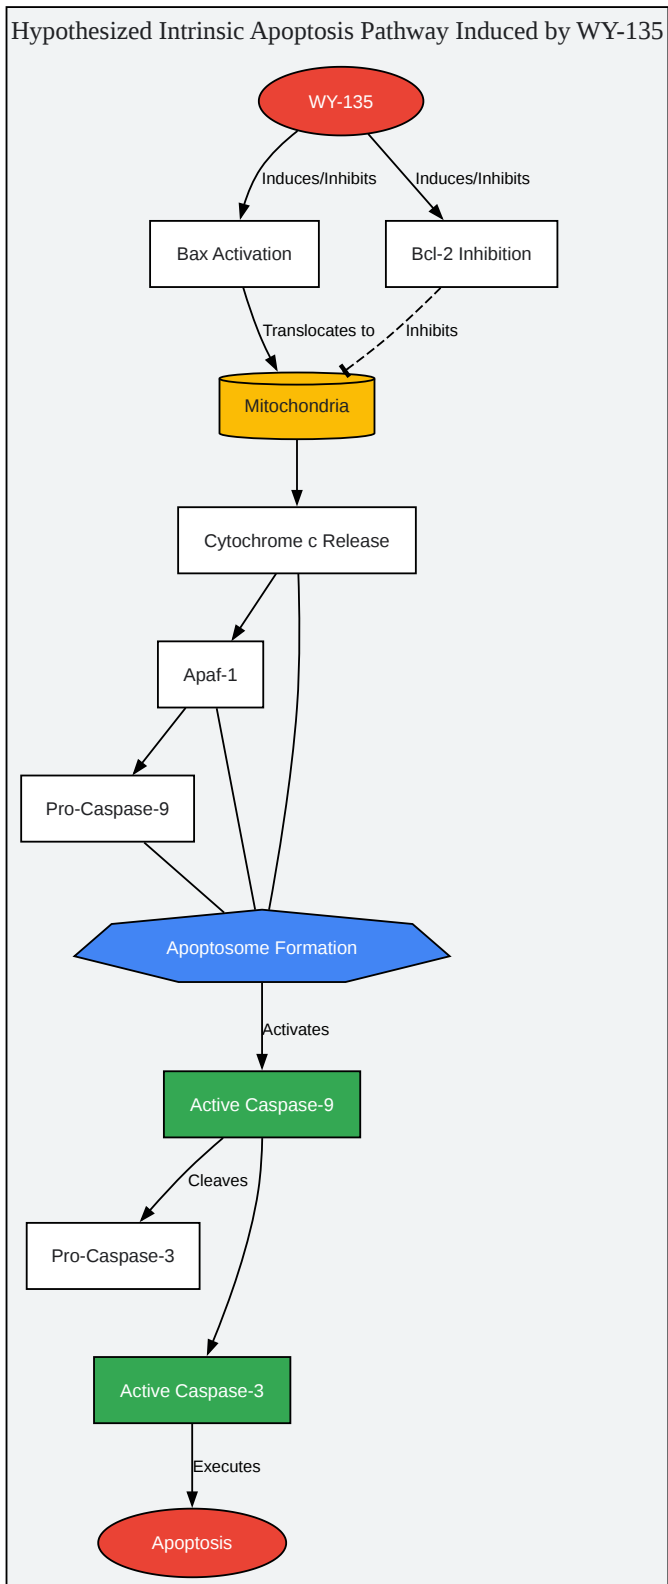 Hypothesized Intrinsic Apoptosis Pathway Induced by WY-135
WY-135
Induces/Inhibits
Induces/Inhibits
Bax Activation
Bcl-2 Inhibition
Translocates to
Inhibits
Mitochondria
Cytochrome c Release
Apaf-1
Pro-Caspase-9
Apoptosome Formation
Activates
Active Caspase-9
Cleaves
Pro-Caspase-3
Active Caspase-3
Executes
Apoptosis